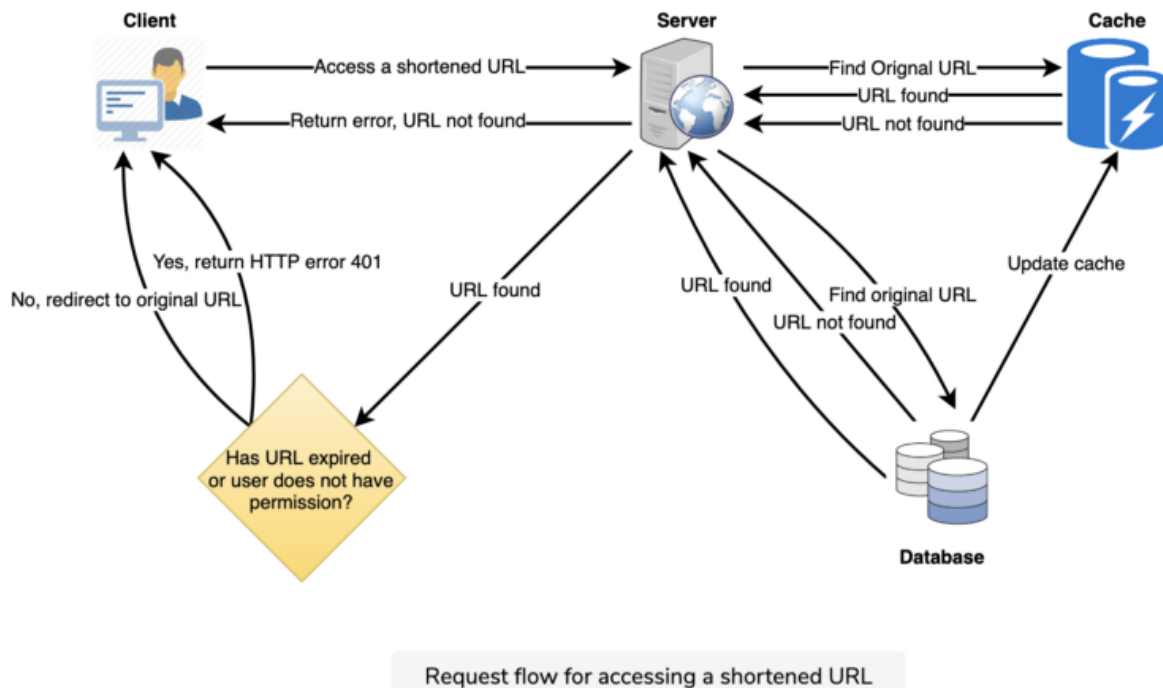 Client
Server
Cache
Access a shortened URL
Find Orignal URL
URL found
Return error, URL not found
URL not found
Yes, return HTTP error 401
No, redirect to original URL
URL found
URL found
Find original URL
URL not found
Update cache
Has URL expired
or user does not have
permission?
Database
Request flow for accessing a shortened URL